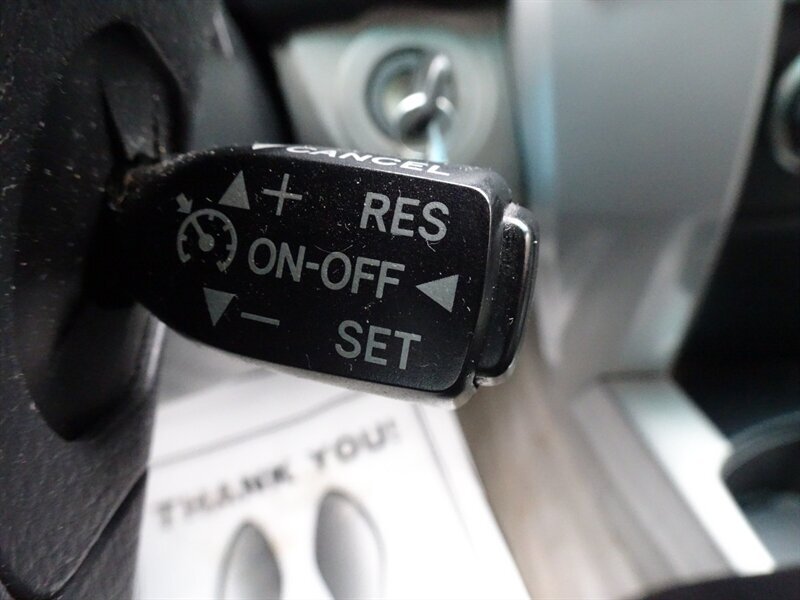 CANCEL
+ RES
ON-OFF
- SET
THANK YOU!